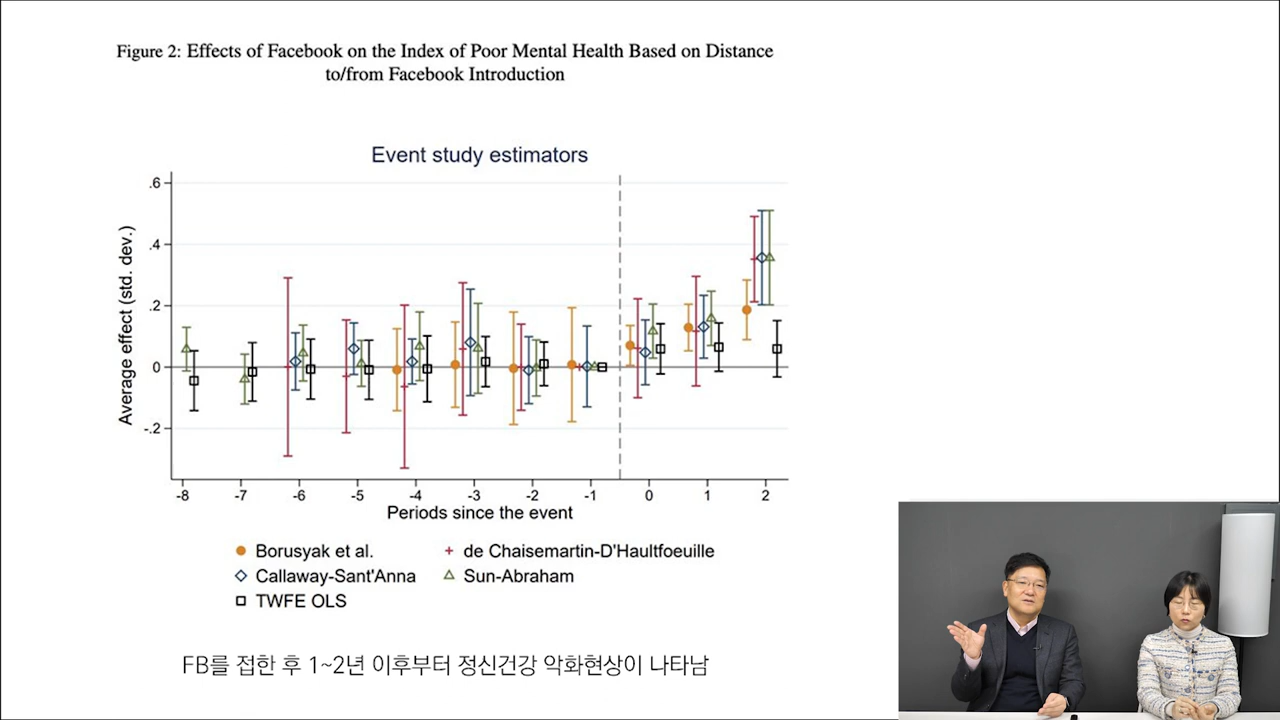 Figure 2: Effects of Facebook on the Index of Poor Mental Health Based on Distance
to/from Facebook Introduction
Event study estimators
Average effect (std. dev.)
.6
.4
.2
0
-.2
-8 -7 -6 -5 -4 -3 -2 -1 0 1 2
Periods since the event
Borusyak et al. de Chaisemartin-D'Haultfoeuille
Callaway-Sant'Anna Sun-Abraham
TWFE OLS
FB를 접한 후 1~2년 이후부터 정신건강 악화현상이 나타남